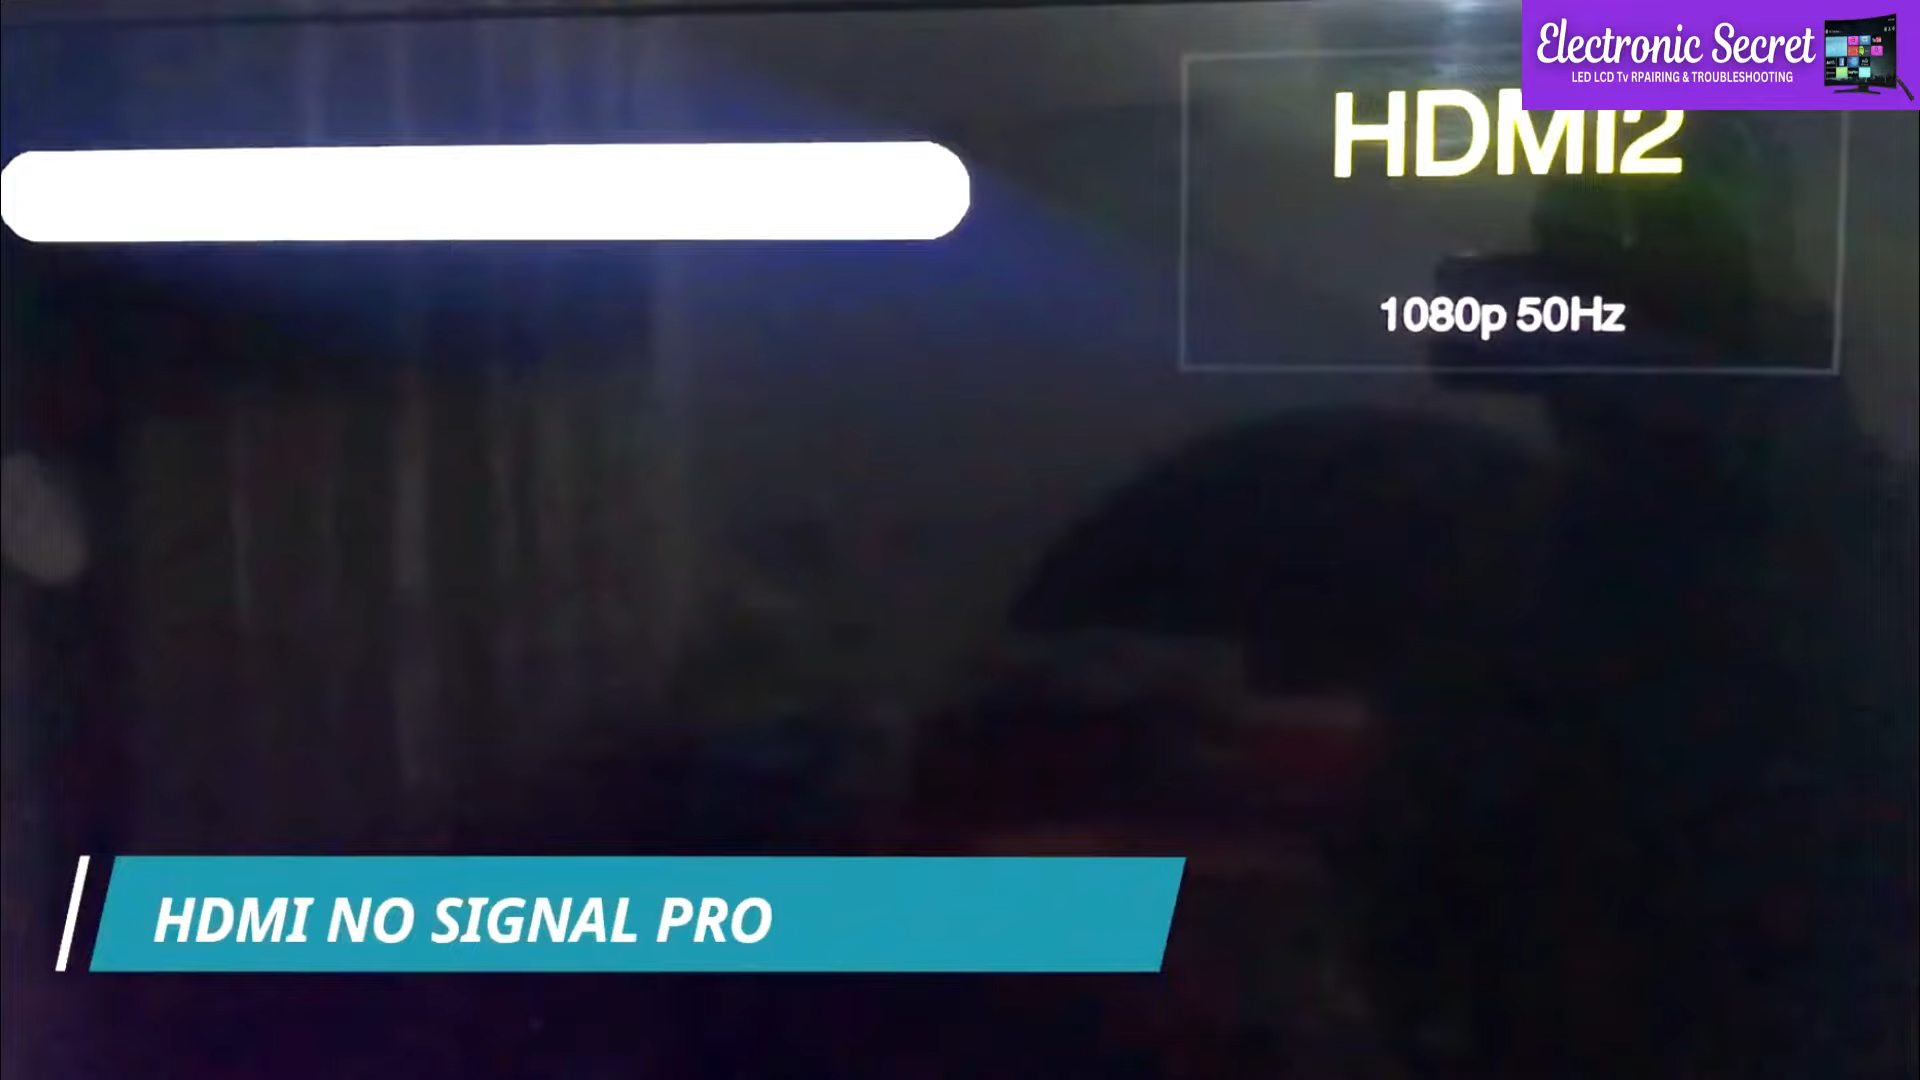 Electronic Secret
LED LCD Tv RPAIRING & TROUBLESHOOTING
HDMI2
1080p 50Hz
HDMI NO SIGNAL PRO